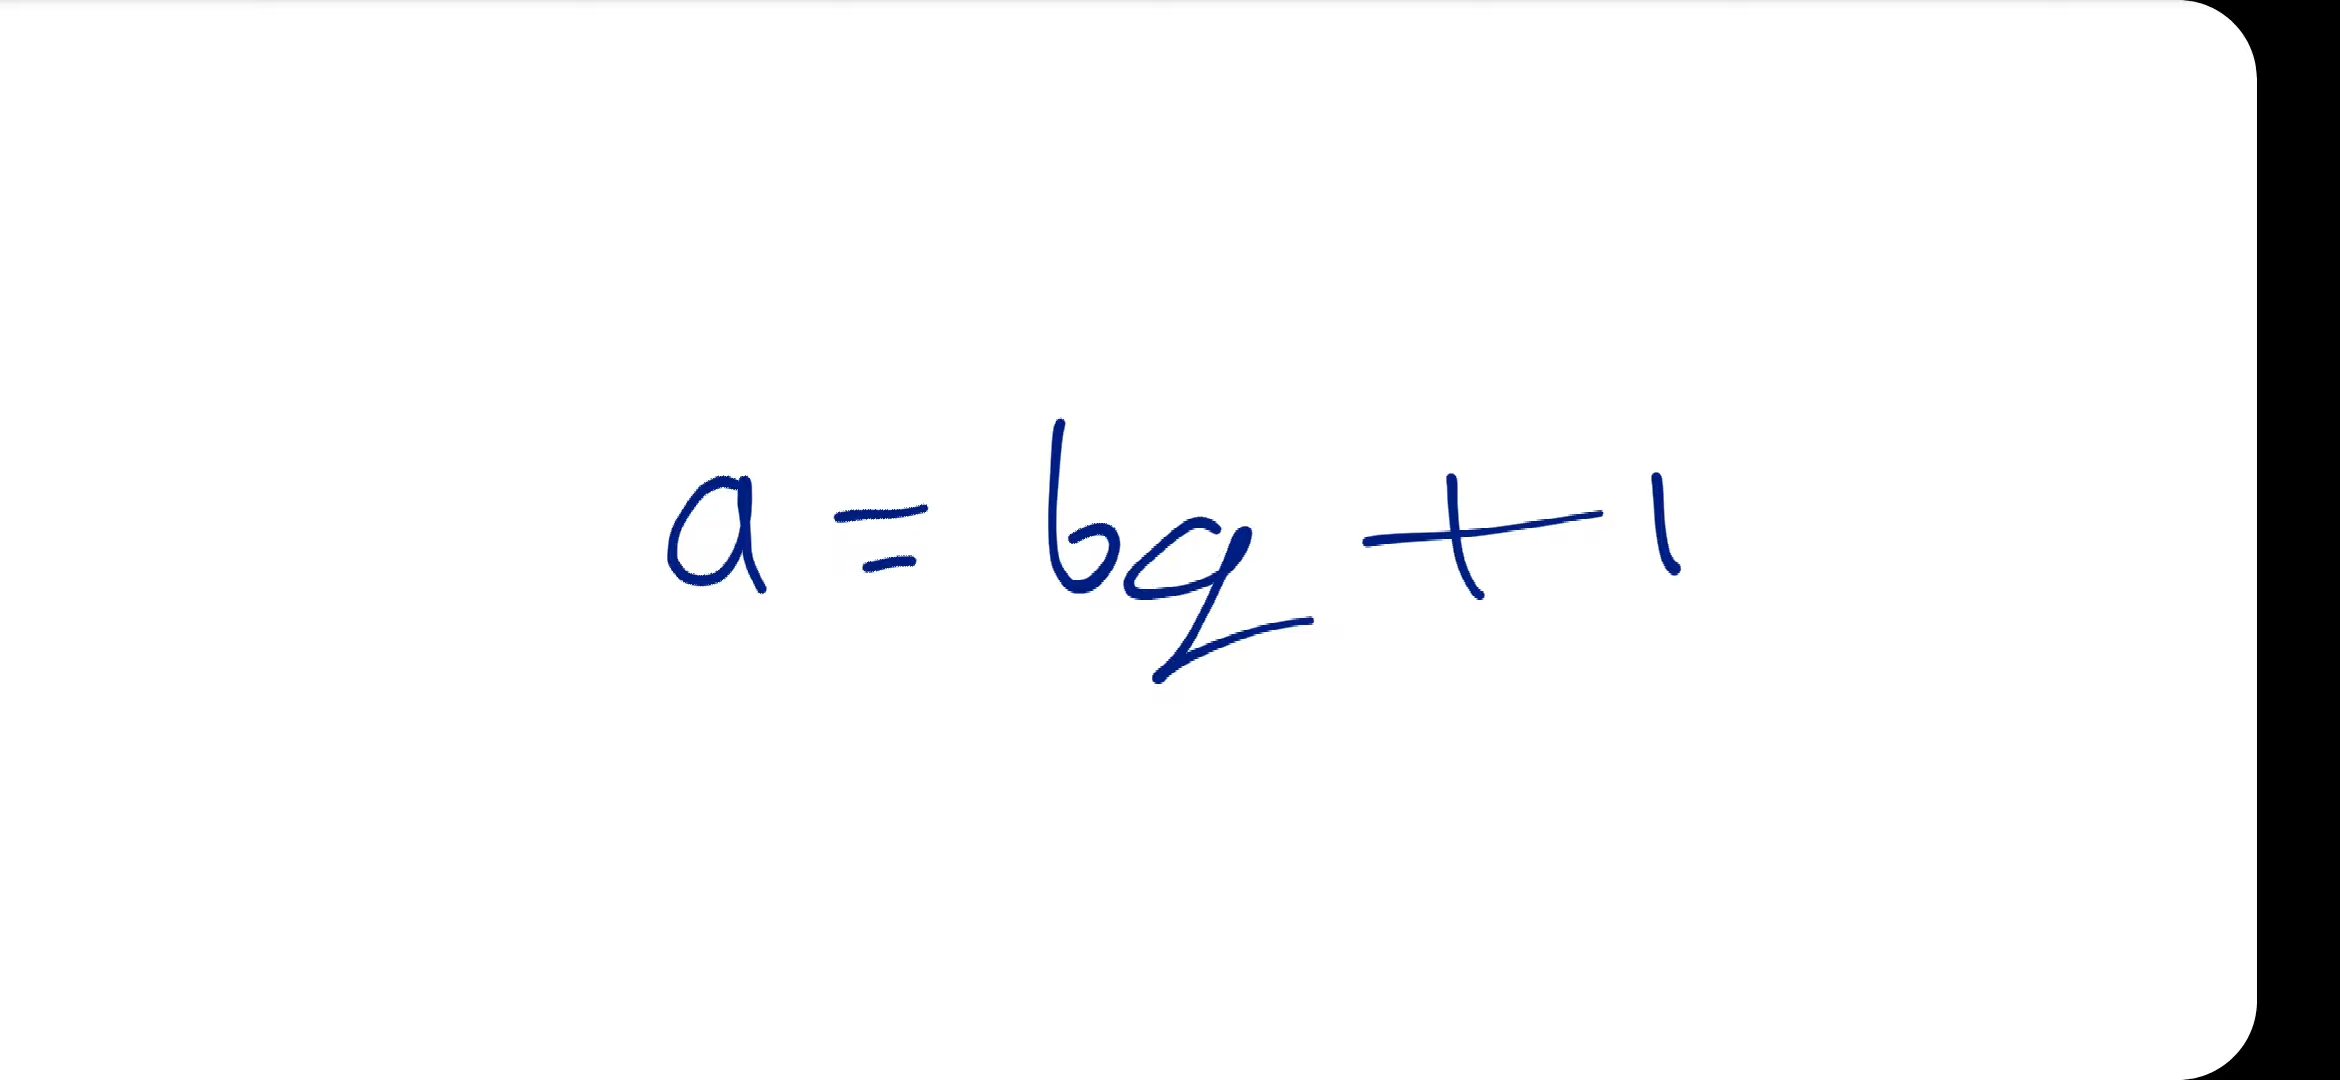 a = bq + 1